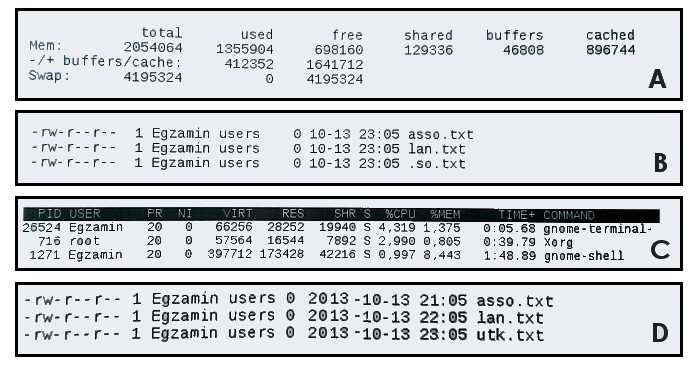 total used free shared buffers cached
Mem: 2054064 1355904 698160 129336 46808 896744
-/+ buffers/cache: 412352 1641712
Swap: 4195324 0 4195324
A
-rw-r--r-- 1 Egzamin users 0 10-13 23:05 asso.txt
-rw-r--r-- 1 Egzamin users 0 10-13 23:05 lan.txt
-rw-r--r-- 1 Egzamin users 0 10-13 23:05 .so.txt
B
PID USER PR NI VIRT RES SHR S %CPU %MEM TIME+ COMMAND
26524 Egzamin 20 0 66256 28252 19940 S 4,319 1,375 0:05.68 gnome-terminal-
716 root 20 0 57564 16544 7892 S 2,990 0,805 0:39.79 Xorg
1271 Egzamin 20 0 397712 173428 42216 S 0,997 8,443 1:48.89 gnome-shell
C
-rw-r--r-- 1 Egzamin users 0 2013-10-13 21:05 asso.txt
-rw-r--r-- 1 Egzamin users 0 2013-10-13 22:05 lan.txt
-rw-r--r-- 1 Egzamin users 0 2013-10-13 23:05 utk.txt
D